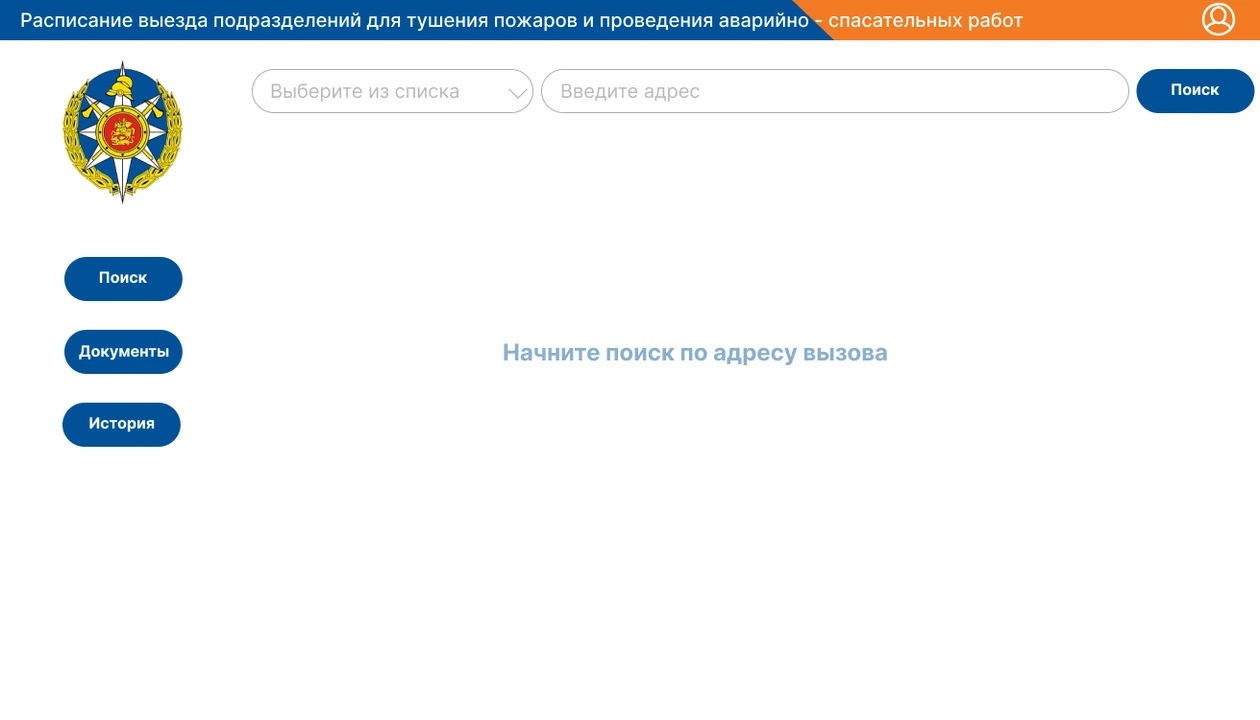 Расписание выезда подразделений для тушения пожаров и проведения аварийно - спасательных работ
Выберите из списка
Введите адрес
Поиск
Поиск
Документы
История
Начните поиск по адресу вызова